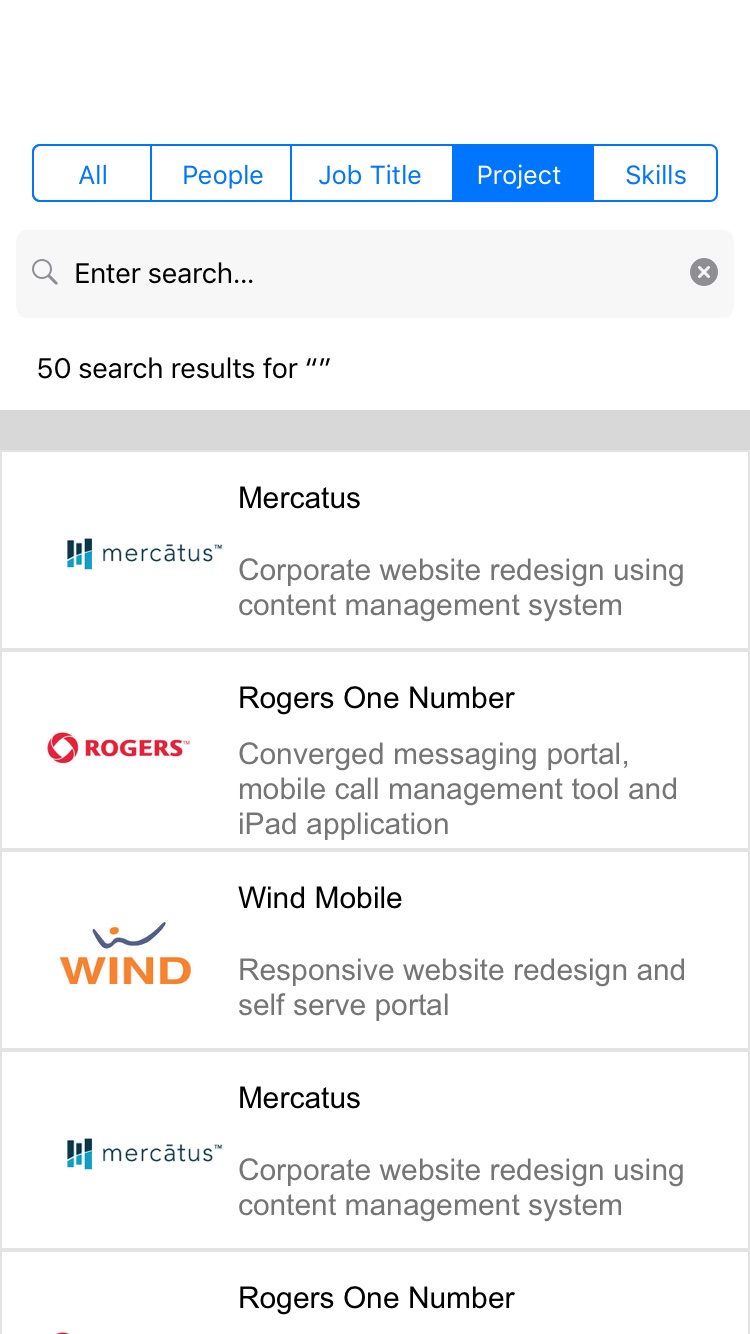 All People Job Title Project Skills
Enter search...
50 search results for “”
Mercatus
mercātus™
Corporate website redesign using
content management system
Rogers One Number
ROGERS™
Converged messaging portal,
mobile call management tool and
iPad application
Wind Mobile
WIND
Responsive website redesign and
self serve portal
Mercatus
mercātus™
Corporate website redesign using
content management system
Rogers One Number